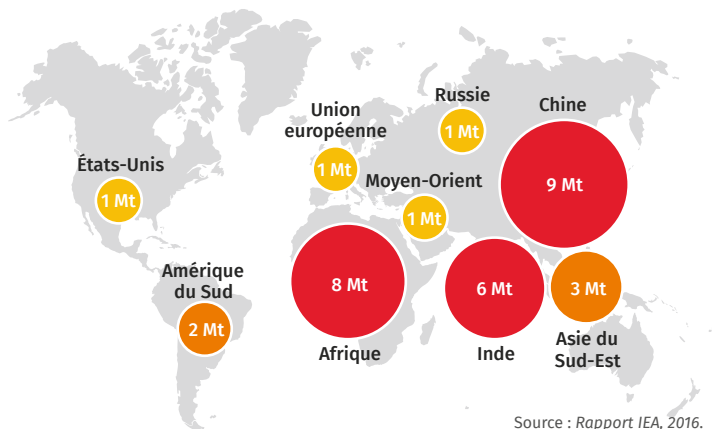 États-Unis
1 Mt
Amérique
du Sud
2 Mt
Union
européenne
1 Mt
Russie
1 Mt
Moyen-Orient
1 Mt
Chine
9 Mt
8 Mt
Afrique
6 Mt
Inde
3 Mt
Asie du
Sud-Est
Source : Rapport IEA, 2016.